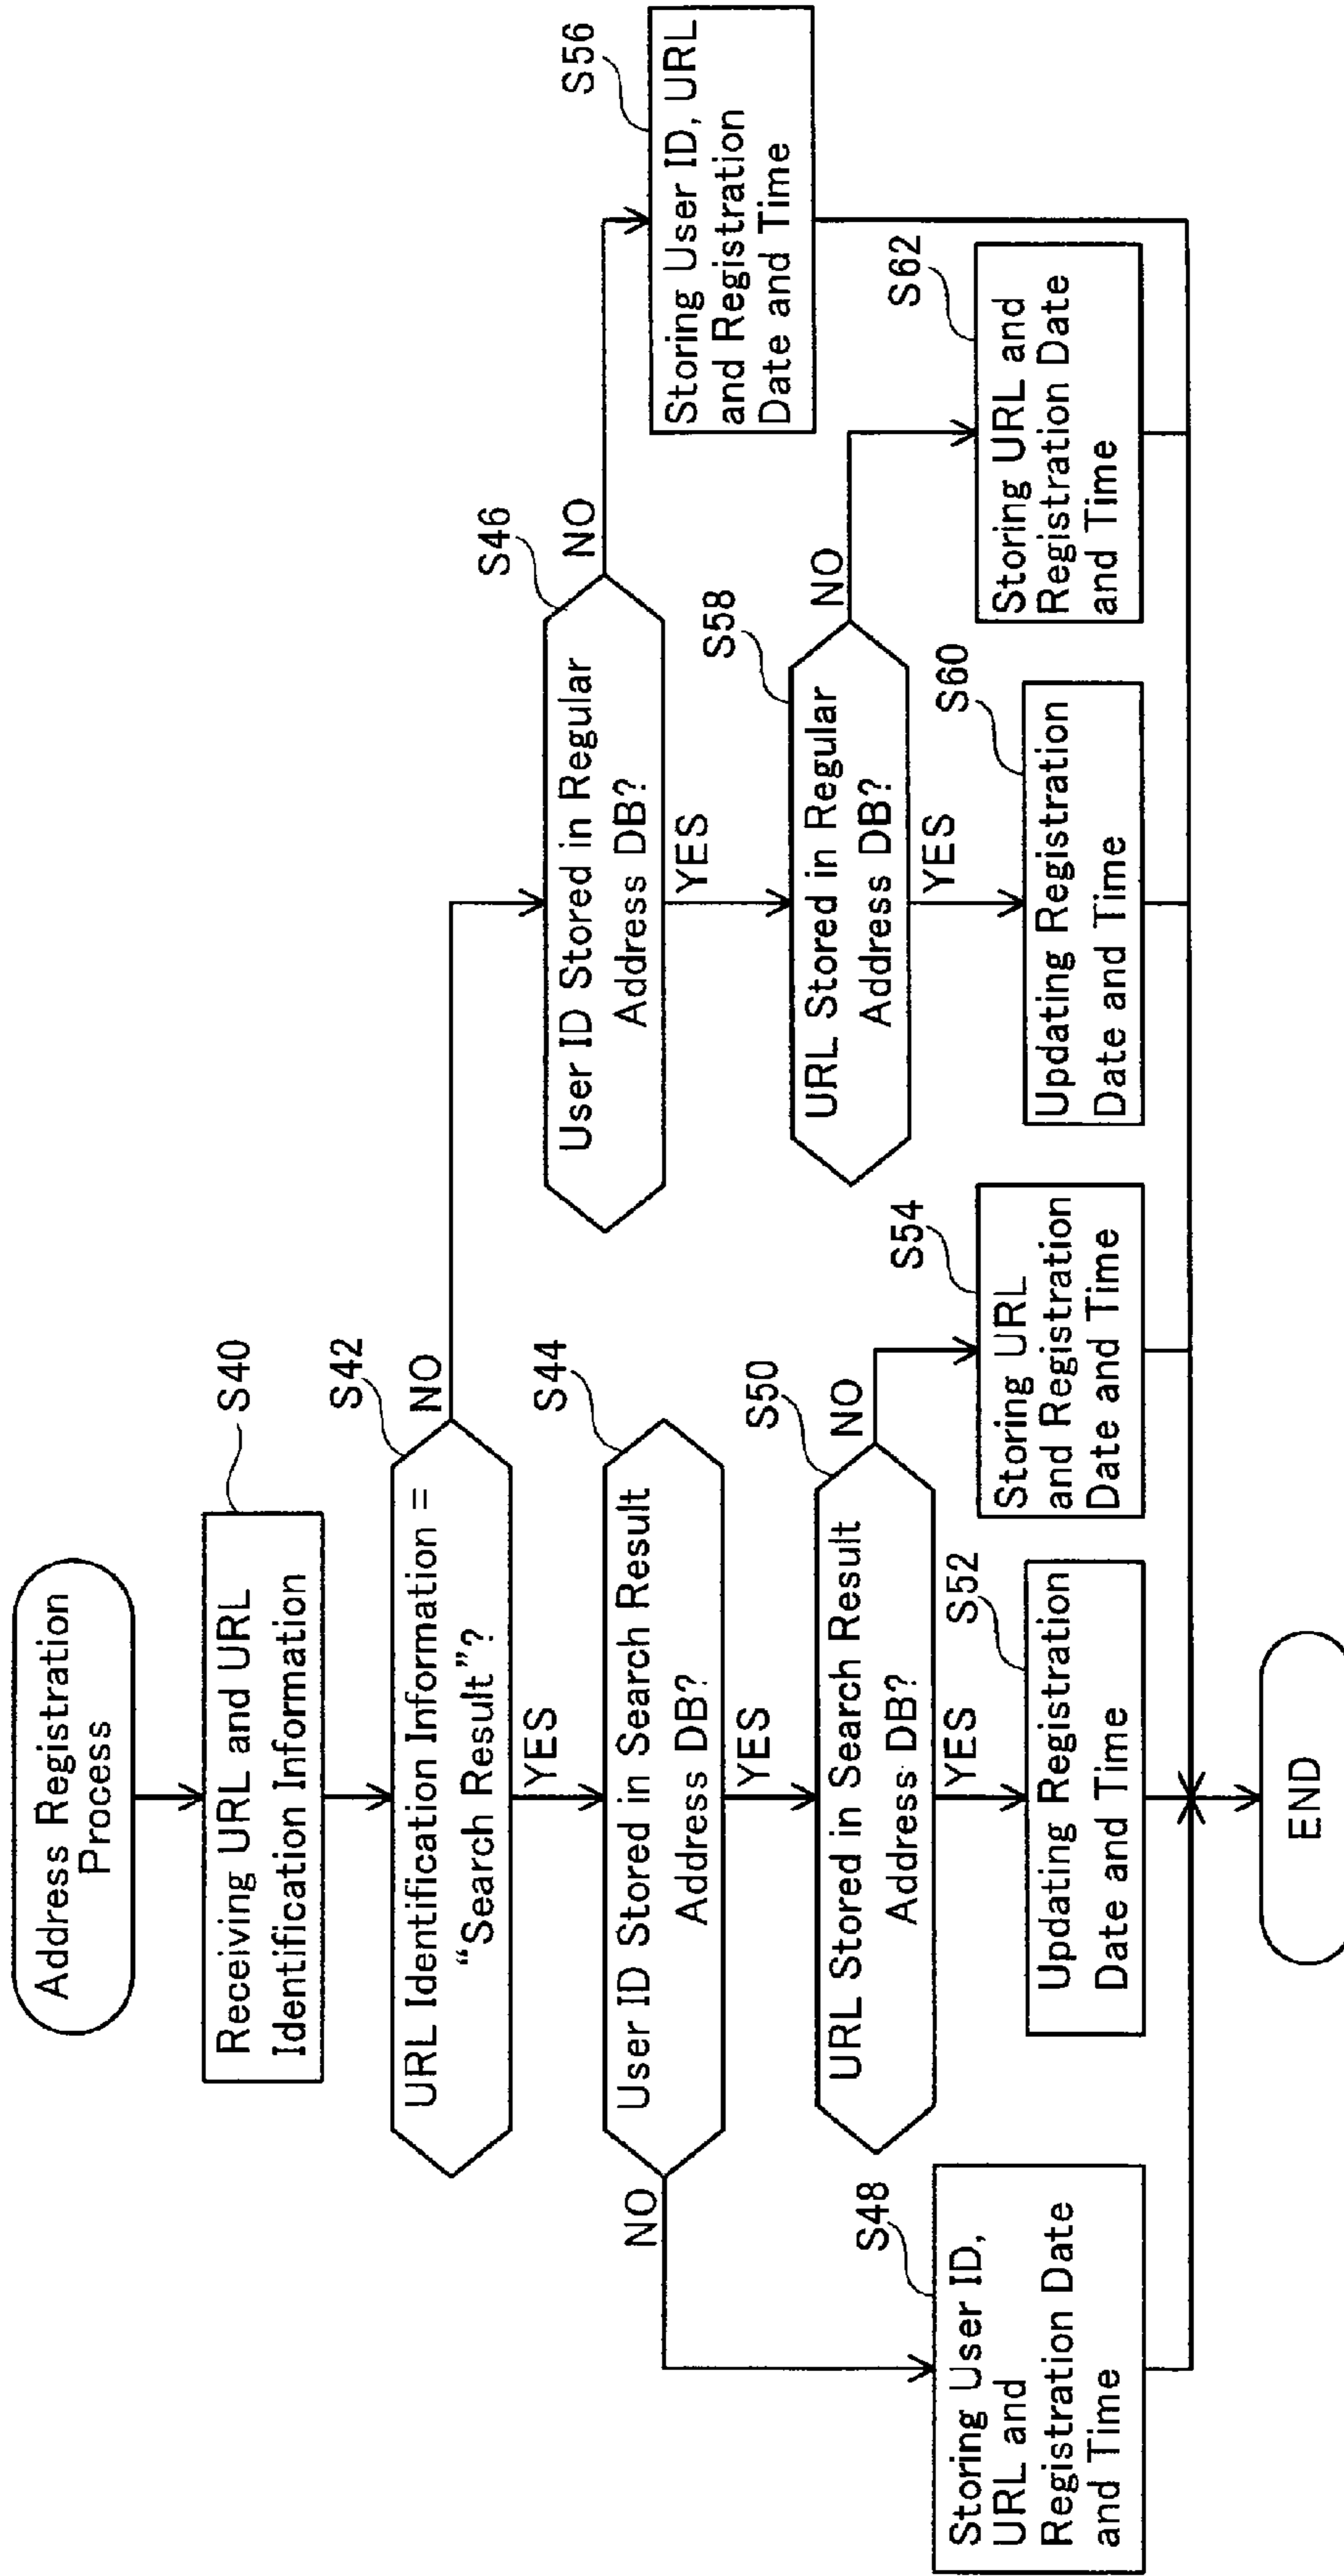 Address Registration
Process
S40
Receiving URL and URL
Identification Information
S42
URL Identification Information =
“Search Result”?
NO
YES
S44
User ID Stored in Search Result
Address DB?
NO
YES
S46
User ID Stored in Regular
Address DB?
NO
YES
S56
Storing User ID, URL
and Registration
Date and Time
S48
Storing User ID,
URL and
Registration Date
and Time
S50
URL Stored in Search Result
Address DB?
NO
YES
S58
URL Stored in Regular
Address DB?
NO
YES
S52
Updating Registration
Date and Time
S54
Storing URL
and Registration
Date and Time
S60
Updating Registration
Date and Time
S62
Storing URL and
Registration Date
and Time
END